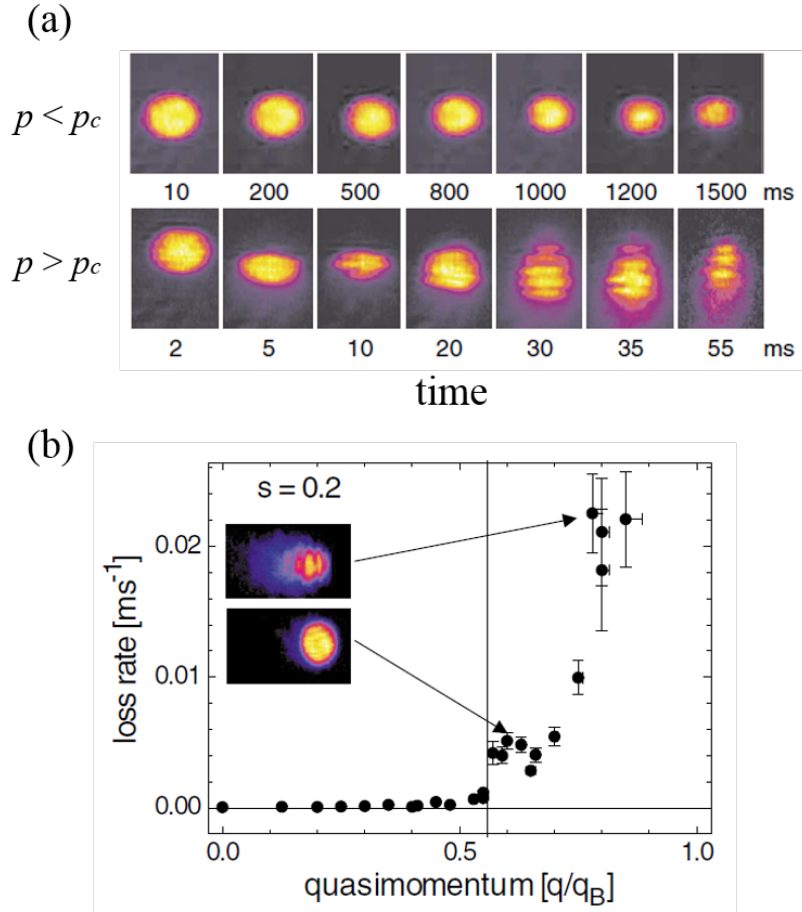 (a)
p < pc
10 200 500 800 1000 1200 1500 ms
p > pc
2 5 10 20 30 35 55 ms
time
(b)
s = 0.2
loss rate [ms-1]
0.02
0.01
0.00
0.0 0.5 1.0
quasimomentum [q/qB]